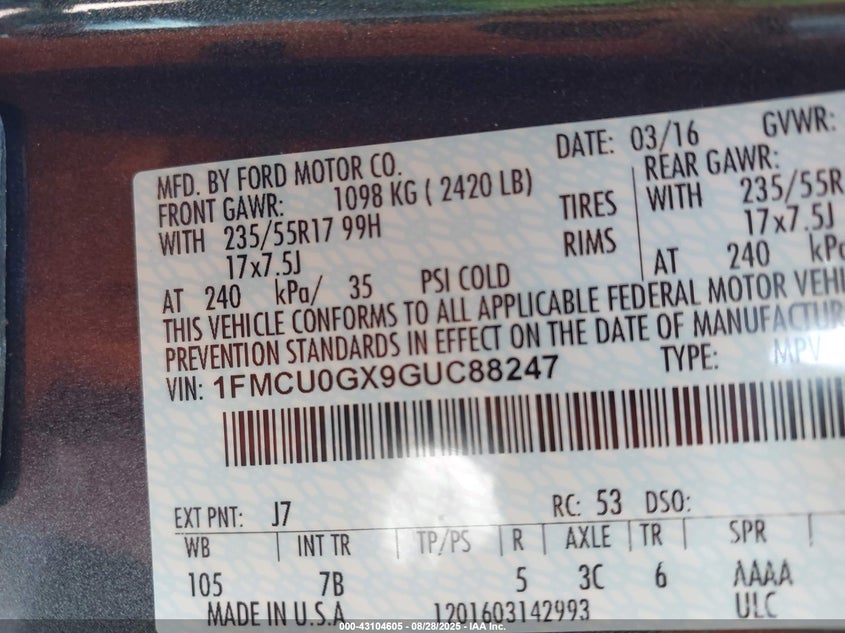 MFD. BY FORD MOTOR CO. DATE: 03/16 GVWR:
FRONT GAWR: 1098 KG ( 2420 LB) REAR GAWR:
WITH 235/55R17 99H TIRES WITH 235/55R
17x7.5J RIMS 17x7.5J
AT 240 kPa/ 35 PSI COLD AT 240 kPa
THIS VEHICLE CONFORMS TO ALL APPLICABLE FEDERAL MOTOR VEHI
PREVENTION STANDARDS IN EFFECT ON THE DATE OF MANUFACTUR
VIN: 1FMCU0GX9GUC88247 TYPE: MPV
EXT PNT: J7 RC: 53 DSO:
WB INT TR TP/PS R AXLE TR SPR
105 7B 5 3C 6 AAAA
MADE IN U.S.A 1201603142993 ULC
000-43104605 - 08/28/2025 - IAA Inc.